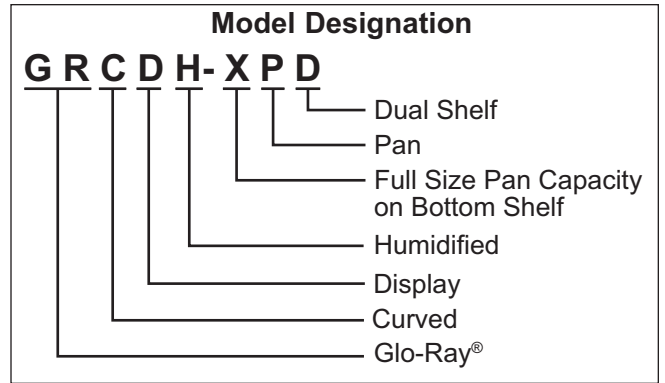 Model Designation
G R C D H- X P D
Dual Shelf
Pan
Full Size Pan Capacity
on Bottom Shelf
Humidified
Display
Curved
Glo-Ray®